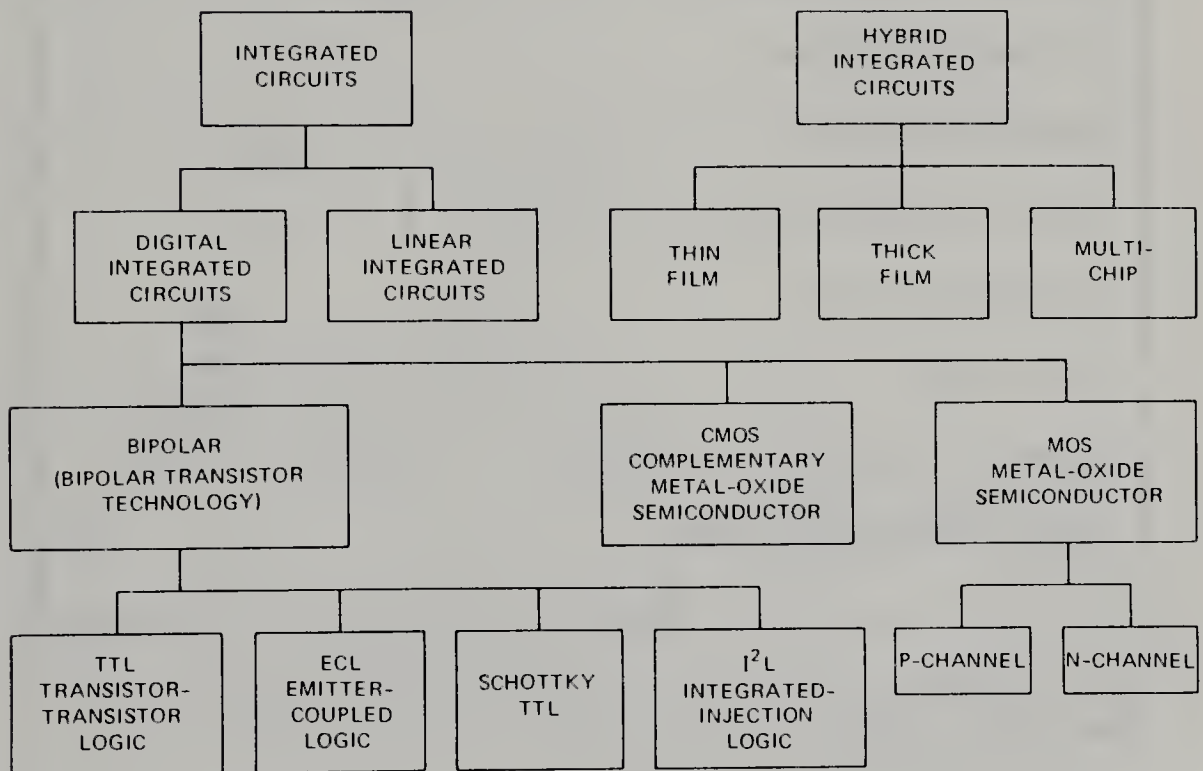 INTEGRATED
CIRCUITS
HYBRID
INTEGRATED
CIRCUITS
DIGITAL
INTEGRATED
CIRCUITS
LINEAR
INTEGRATED
CIRCUITS
THIN
FILM
THICK
FILM
MULTI-
CHIP
BIPOLAR
(BIPOLAR TRANSISTOR
TECHNOLOGY)
CMOS
COMPLEMENTARY
METAL-OXIDE
SEMICONDUCTOR
MOS
METAL-OXIDE
SEMICONDUCTOR
TTL
TRANSISTOR-
TRANSISTOR
LOGIC
ECL
EMITTER-
COUPLED
LOGIC
SCHOTTKY
TTL
I²L
INTEGRATED-
INJECTION
LOGIC
P-CHANNEL
N-CHANNEL